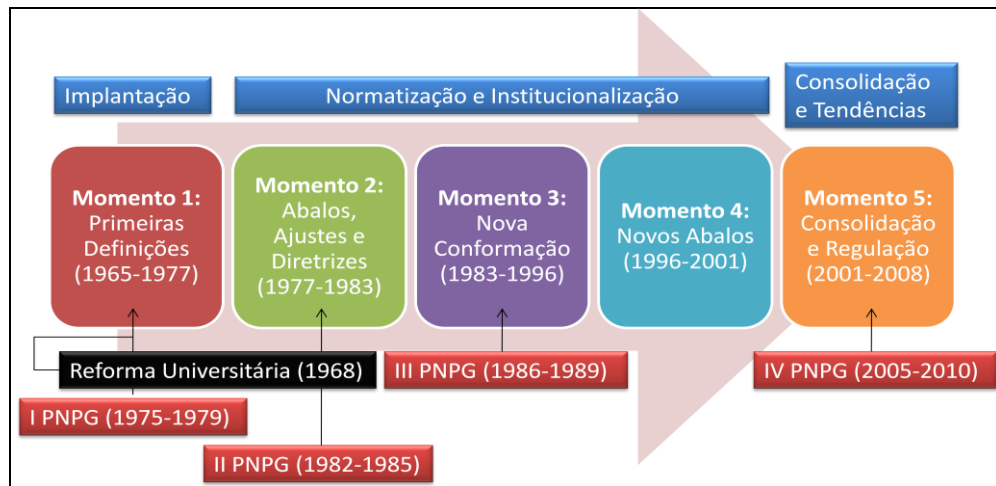 Implantação
Normatização e Institucionalização
Consolidação
e Tendências
Momento 1:
Primeiras
Definições
(1965-1977)
Momento 2:
Abalos,
Ajustes e
Diretrizes
(1977-1983)
Momento 3:
Nova
Conformação
(1983-1996)
Momento 4:
Novos Abalos
(1996-2001)
Momento 5:
Consolidação
e Regulação
(2001-2008)
Reforma Universitária (1968)
III PNPG (1986-1989)
IV PNPG (2005-2010)
I PNPG (1975-1979)
II PNPG (1982-1985)